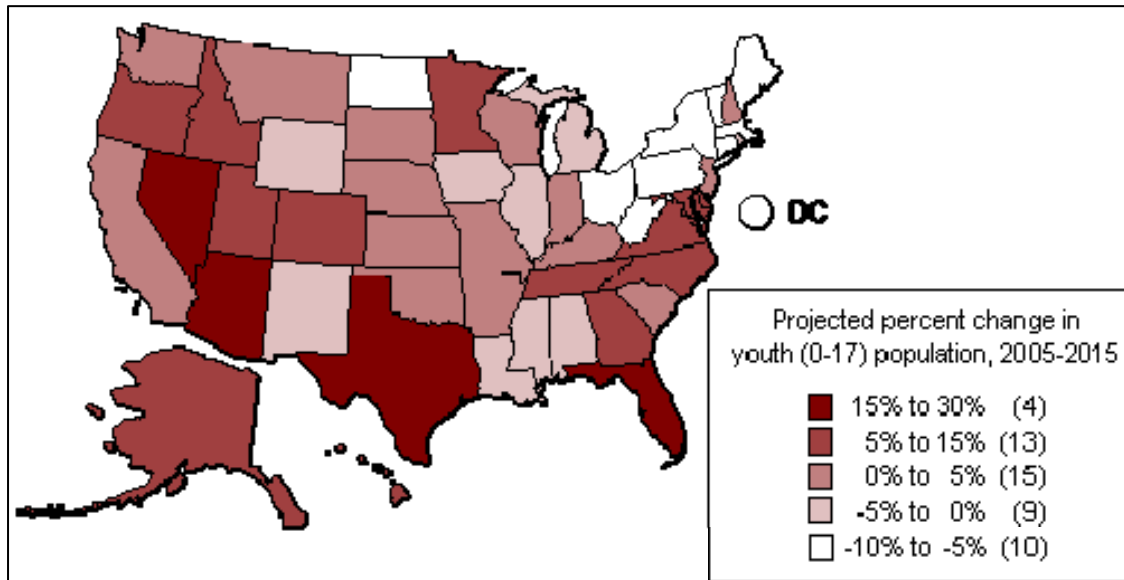 DC
Projected percent change in
youth (0-17) population, 2005-2015
15% to 30% (4)
5% to 15% (13)
0% to 5% (15)
-5% to 0% (9)
-10% to -5% (10)